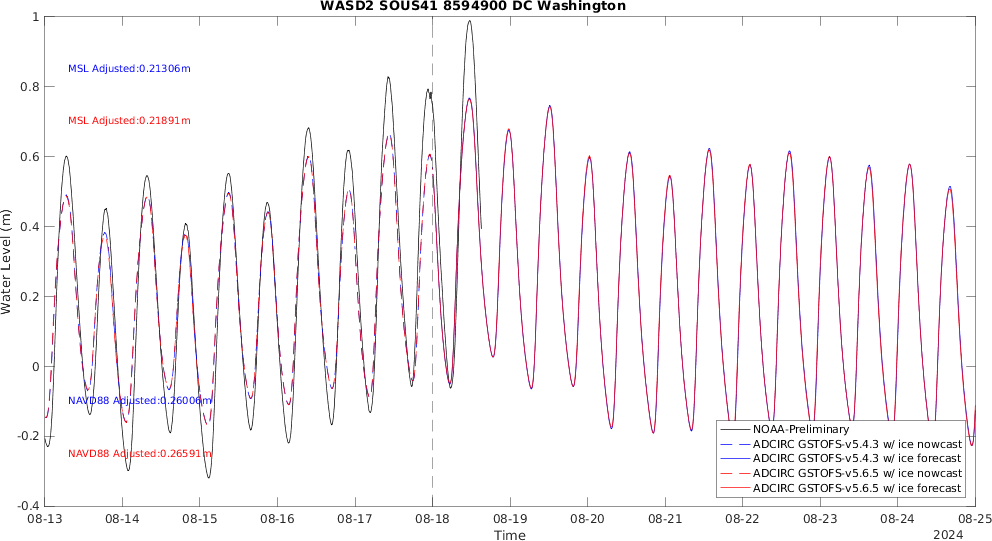 WASD2 SOUS41 8594900 DC Washington
1
0.8
0.6
0.4
0.2
0
-0.2
-0.4
Water Level (m)
MSL Adjusted:0.21306m
MSL Adjusted:0.21891m
NAVD88 Adjusted:0.26006m
NAVD88 Adjusted:0.26591m
NOAA-Preliminary
ADCIRC GSTOFS-v5.4.3 w/ ice nowcast
ADCIRC GSTOFS-v5.4.3 w/ ice forecast
ADCIRC GSTOFS-v5.6.5 w/ ice nowcast
ADCIRC GSTOFS-v5.6.5 w/ ice forecast
08-13 08-14 08-15 08-16 08-17 08-18 08-19 08-20 08-21 08-22 08-23 08-24 08-25
Time
2024